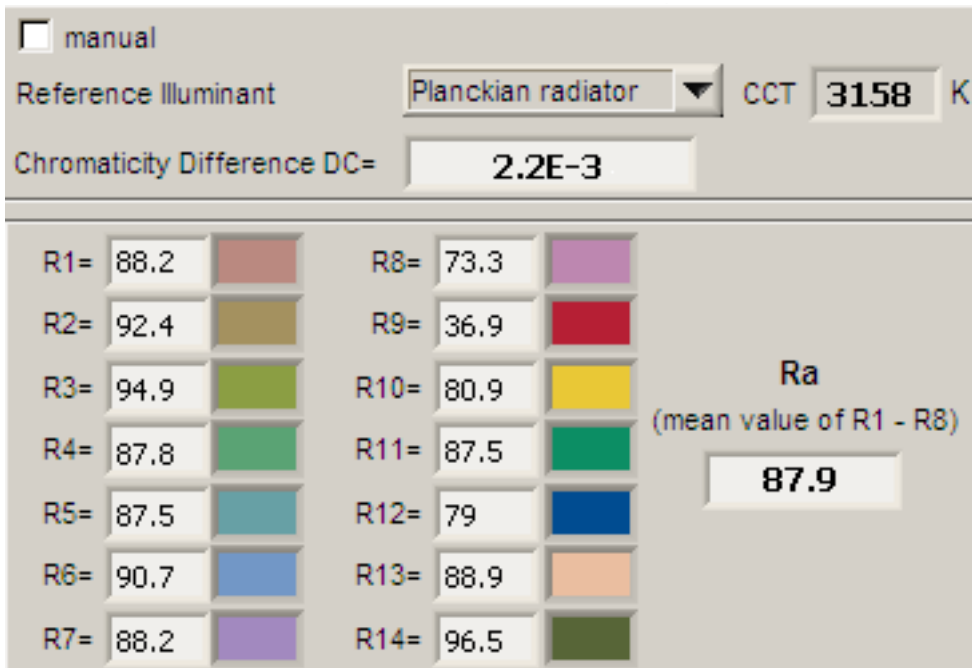 manual
Reference Illuminant Planckian radiator CCT 3158 K
Chromaticity Difference DC= 2.2E-3
R1= 88.2 R8= 73.3
R2= 92.4 R9= 36.9
R3= 94.9 R10= 80.9
R4= 87.8 R11= 87.5
R5= 87.5 R12= 79
R6= 90.7 R13= 88.9
R7= 88.2 R14= 96.5
Ra
(mean value of R1 - R8)
87.9